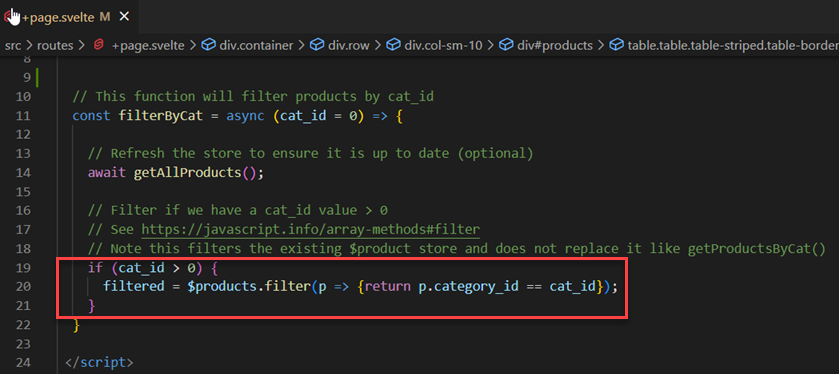 +page.svelte M
src > routes > +page.svelte > div.container > div.row > div.col-sm-10 > div#products > table.table.table-striped.table-border
8
9
10 // This function will filter products by cat_id
11 const filterByCat = async (cat_id = 0) => {
12
13 // Refresh the store to ensure it is up to date (optional)
14 await getAllProducts();
15
16 // Filter if we have a cat_id value > 0
17 // See https://javascript.info/array-methods#filter
18 // Note this filters the existing $product store and does not replace it like getProductsByCat()
19 if (cat_id > 0) {
20 filtered = $products.filter(p => {return p.category_id == cat_id});
21 }
22 }
23
24 </script>